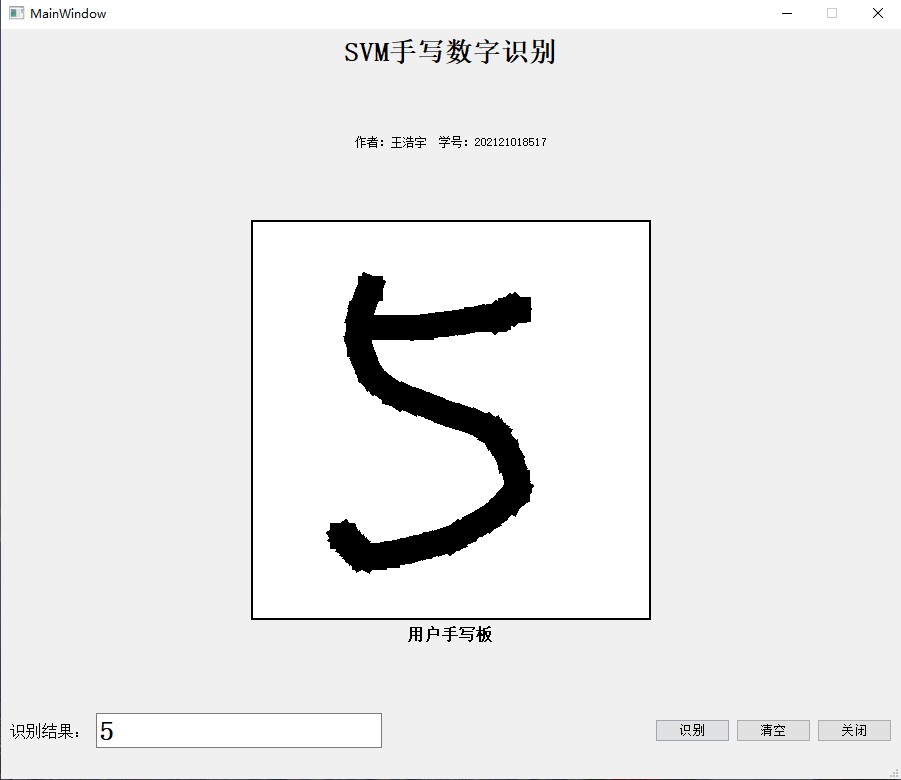 MainWindow
SVM手写数字识别
作者：王浩宇 学号：202121018517
5
用户手写板
识别结果： 5
识别 清空 关闭